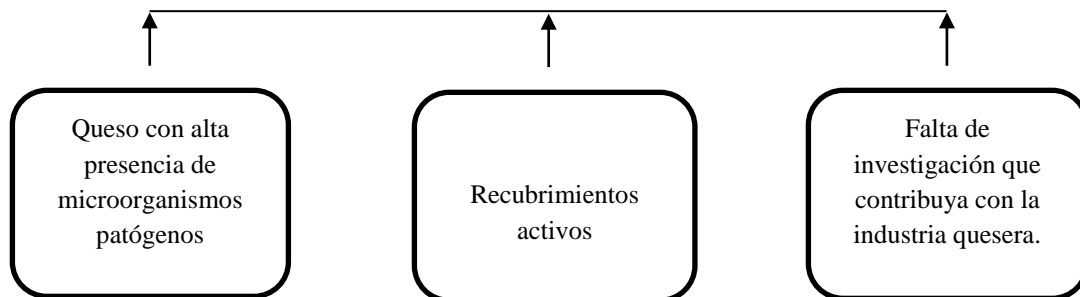 Queso con alta
presencia de
microorganismos
patógenos
Recubrimientos
activos
Falta de
investigación que
contribuya con la
industria quesera.